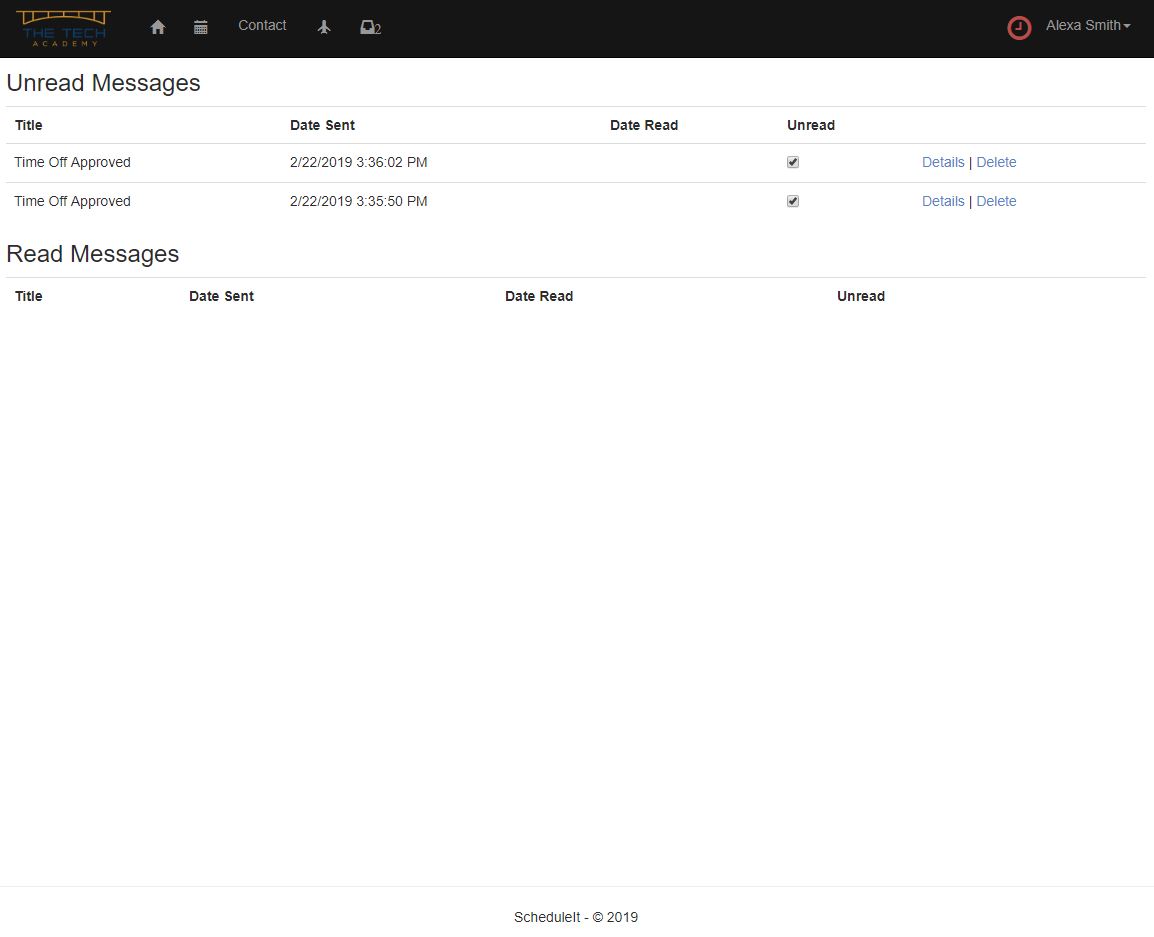 THE TECH
ACADEMY
Contact
2
Alexa Smith
Unread Messages
Title Date Sent Date Read Unread
Time Off Approved 2/22/2019 3:36:02 PM Details | Delete
Time Off Approved 2/22/2019 3:35:50 PM Details | Delete
Read Messages
Title Date Sent Date Read Unread
ScheduleIt - © 2019